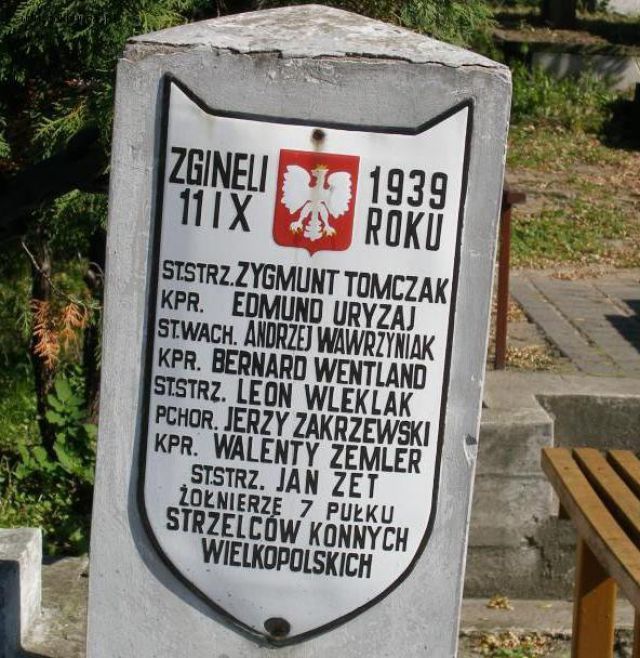 ZGINELI 1939
11 IX ROKU
ST.STRZ. ZYGMUNT TOMCZAK
KPR. EDMUND URYZAJ
ST.WACH. ANDRZEJ WAWRZYNIAK
KPR. BERNARD WENTLAND
ST.STRZ. LEON WLEKLAK
PCHOR. JERZY ZAKRZEWSKI
KPR. WALENTY ZEMLER
ST.STRZ. JAN ZET
ŻOŁNIERZE 7 PUŁKU
STRZELCÓW KONNYCH
WIELKOPOLSKICH